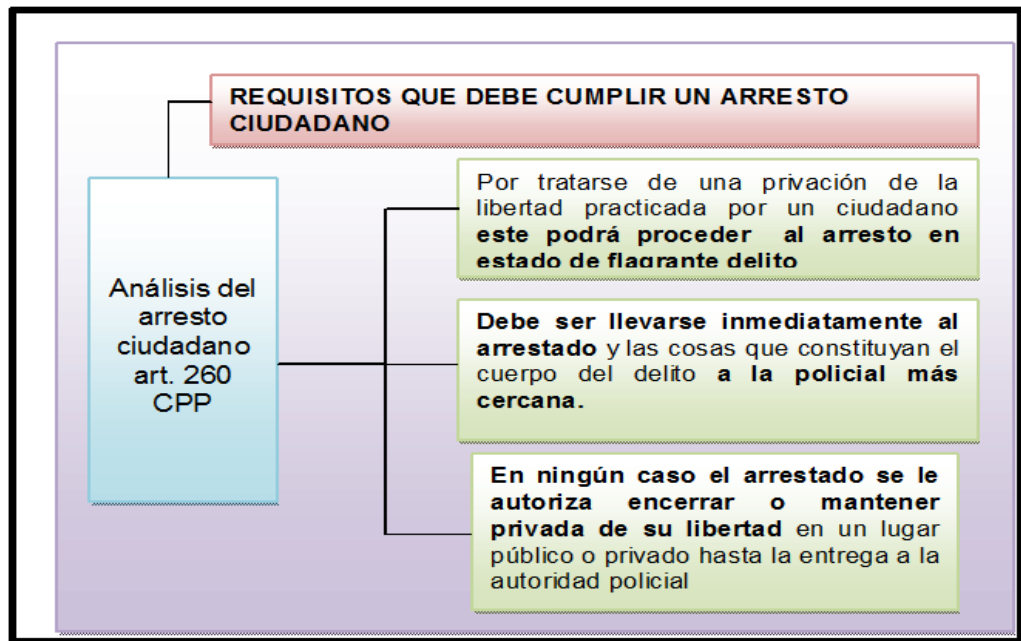 REQUISITOS QUE DEBE CUMPLIR UN ARRESTO
CIUDADANO
Análisis del
arresto
ciudadano
art. 260
CPP
Por tratarse de una privación de la
libertad practicada por un ciudadano
este podrá proceder al arresto en
estado de flagrante delito
Debe ser llevarse inmediatamente al
arrestado y las cosas que constituyan el
cuerpo del delito a la policial más
cercana.
En ningún caso el arrestado se le
autoriza encerrar o mantener
privada de su libertad en un lugar
público o privado hasta la entrega a la
autoridad policial